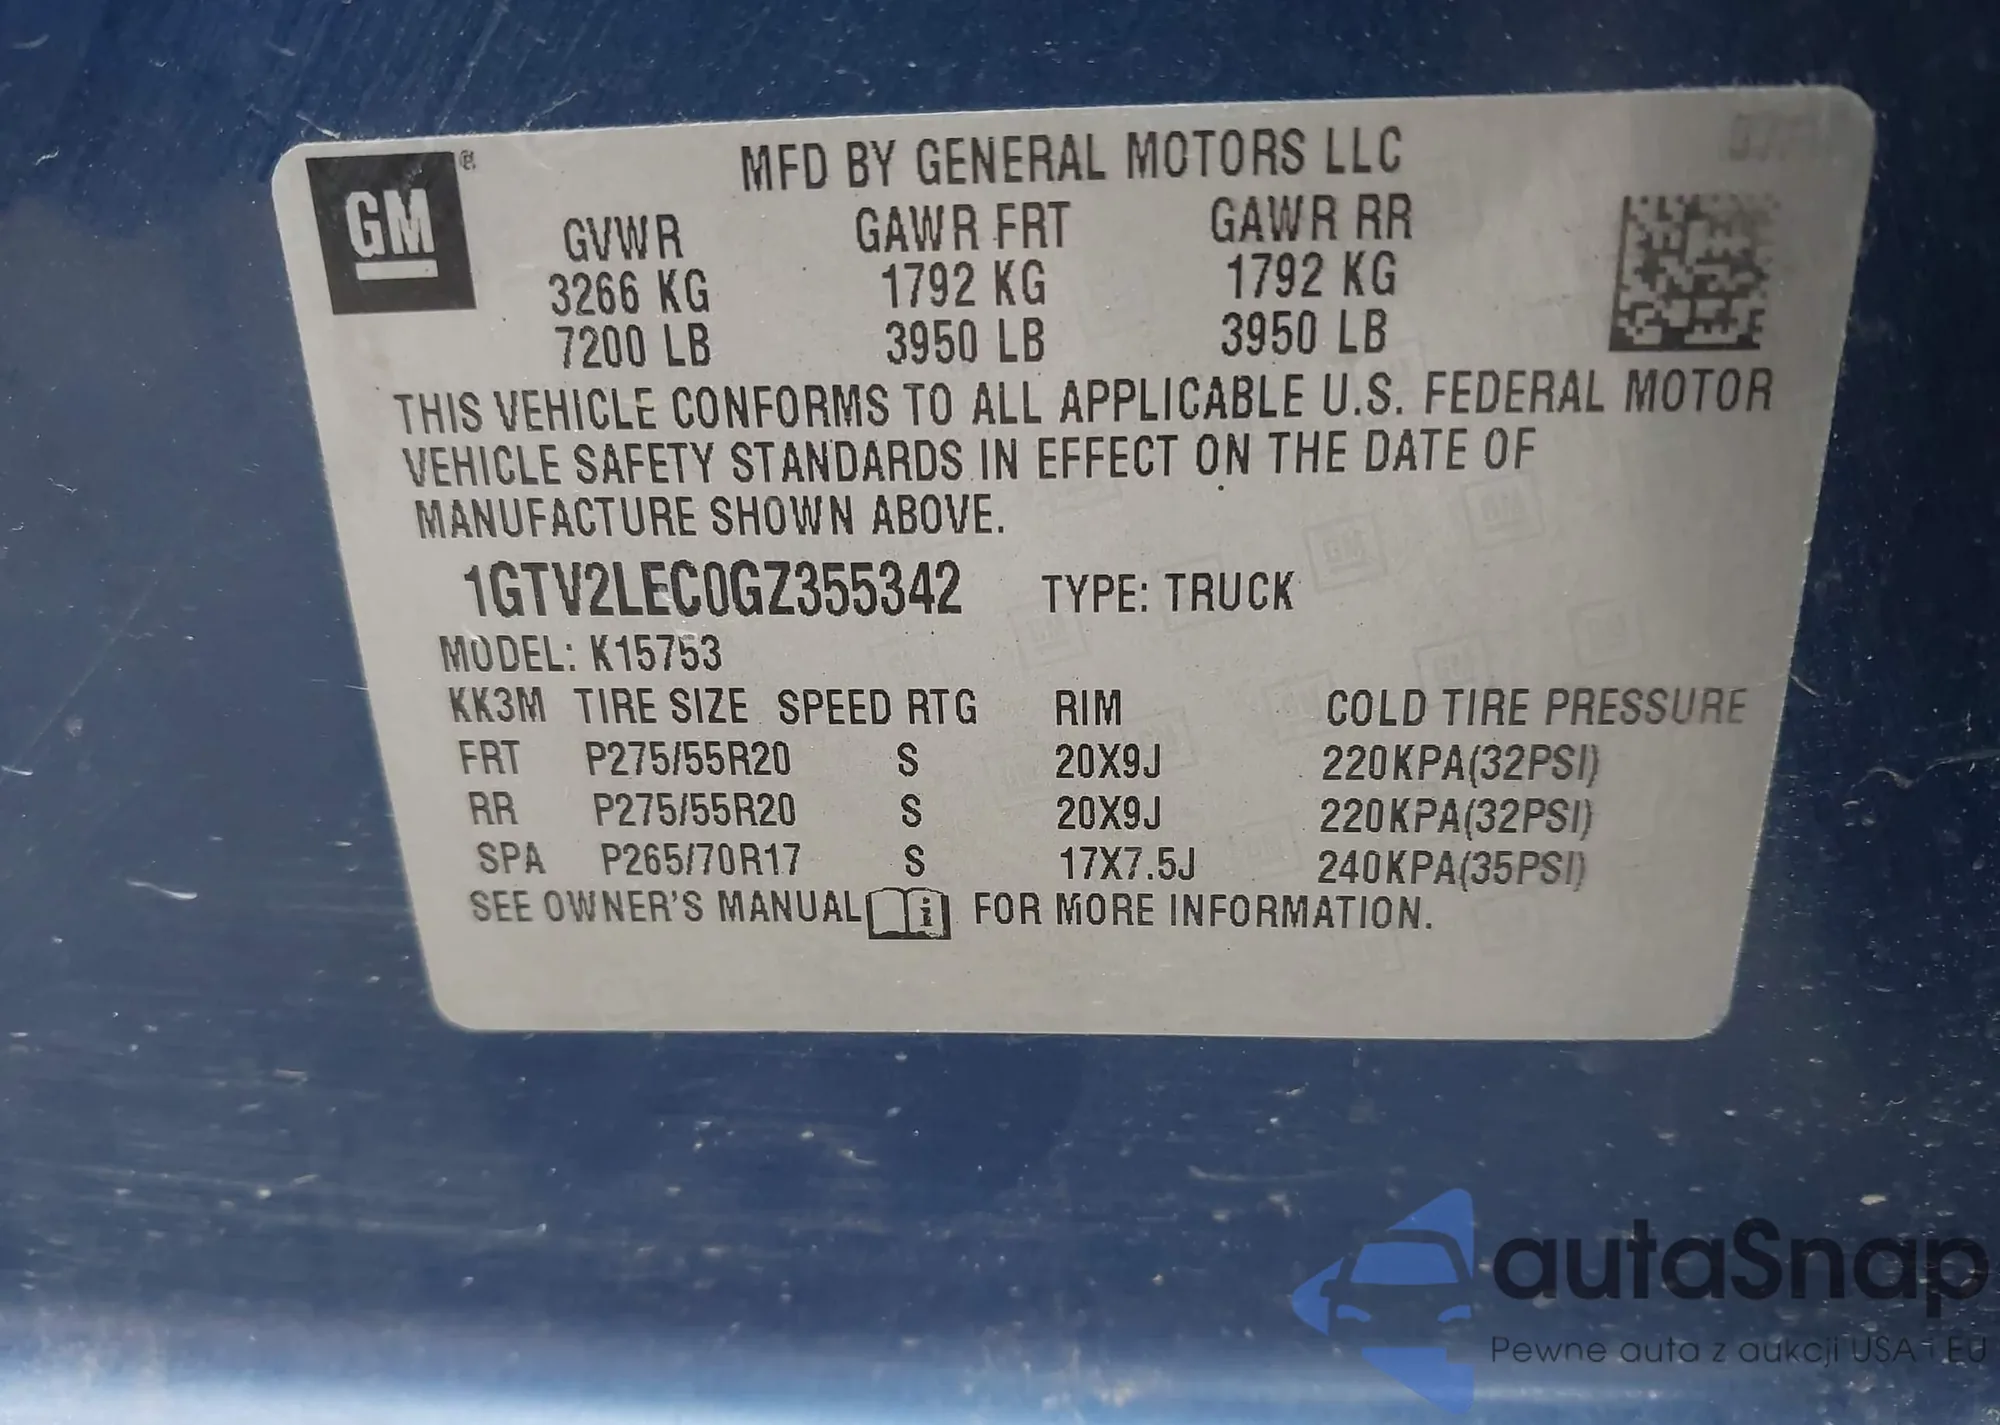 GM ®
MFD BY GENERAL MOTORS LLC
GVWR GAWR FRT GAWR RR
3266 KG 1792 KG 1792 KG
7200 LB 3950 LB 3950 LB
THIS VEHICLE CONFORMS TO ALL APPLICABLE U.S. FEDERAL MOTOR
VEHICLE SAFETY STANDARDS IN EFFECT ON THE DATE OF
MANUFACTURE SHOWN ABOVE.
1GTV2LEC0GZ355342 TYPE: TRUCK
MODEL: K15753
KK3M TIRE SIZE SPEED RTG RIM COLD TIRE PRESSURE
FRT P275/55R20 S 20X9J 220KPA(32PSI)
RR P275/55R20 S 20X9J 220KPA(32PSI)
SPA P265/70R17 S 17X7.5J 240KPA(35PSI)
SEE OWNER'S MANUAL i FOR MORE INFORMATION.
autaSnap
Pewne auta z aukcji USA i EU